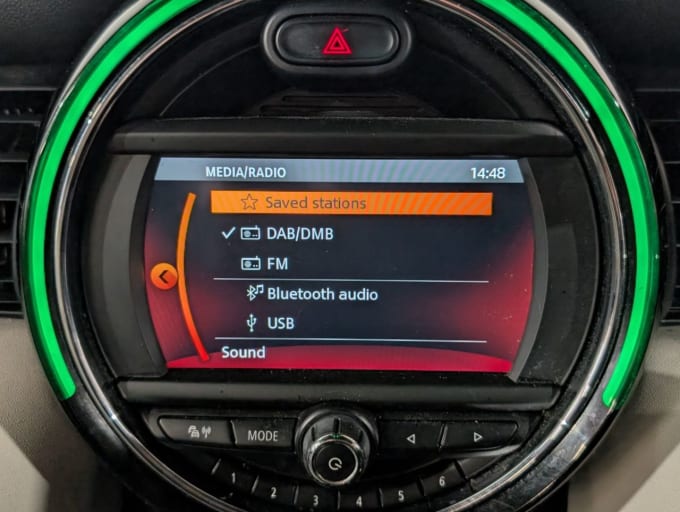 MEDIA/RADIO 14:48
Saved stations
DAB/DMB
FM
Bluetooth audio
USB
Sound
MODE
1 2 3 4 5 6